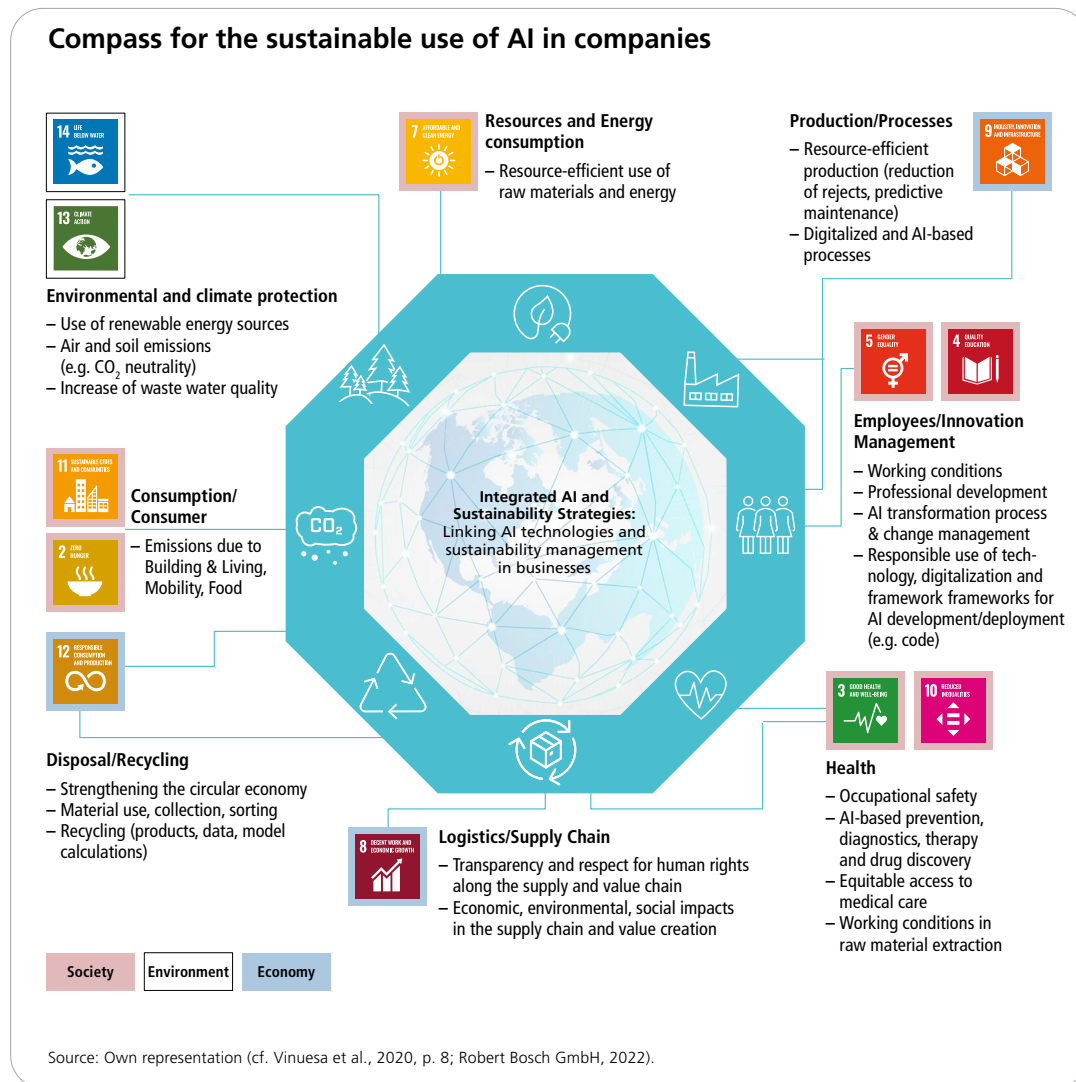 Compass for the sustainable use of AI in companies
14 LIFE
BELOW WATER
13 CLIMATE
ACTION
Environmental and climate protection
– Use of renewable energy sources
– Air and soil emissions
(e.g. CO₂ neutrality)
– Increase of waste water quality
7 AFFORDABLE AND
CLEAN ENERGY
Resources and Energy
consumption
– Resource-efficient use of
raw materials and energy
Production/Processes
– Resource-efficient
production (reduction
of rejects, predictive
maintenance)
– Digitalized and AI-based
processes
9 INDUSTRY, INNOVATION
AND INFRASTRUCTURE
5 GENDER
EQUALITY
4 QUALITY
EDUCATION
Employees/Innovation
Management
– Working conditions
– Professional development
– AI transformation process
& change management
– Responsible use of tech-
nology, digitalization and
framework frameworks for
AI development/deployment
(e.g. code)
11 SUSTAINABLE CITIES
AND COMMUNITIES
2 ZERO
HUNGER
Consumption/
Consumer
– Emissions due to
Building & Living,
Mobility, Food
CO₂
Integrated AI and
Sustainability Strategies:
Linking AI technologies and
sustainability management
in businesses
12 RESPONSIBLE
CONSUMPTION
AND PRODUCTION
Disposal/Recycling
– Strengthening the circular economy
– Material use, collection, sorting
– Recycling (products, data, model
calculations)
8 DECENT WORK AND
ECONOMIC GROWTH
Logistics/Supply Chain
– Transparency and respect for human rights
along the supply and value chain
– Economic, environmental, social impacts
in the supply chain and value creation
3 GOOD HEALTH
AND WELL-BEING
10 REDUCED
INEQUALITIES
Health
– Occupational safety
– AI-based prevention,
diagnostics, therapy
and drug discovery
– Equitable access to
medical care
– Working conditions in
raw material extraction
Society
Environment
Economy
Source: Own representation (cf. Vinuesa et al., 2020, p. 8; Robert Bosch GmbH, 2022).